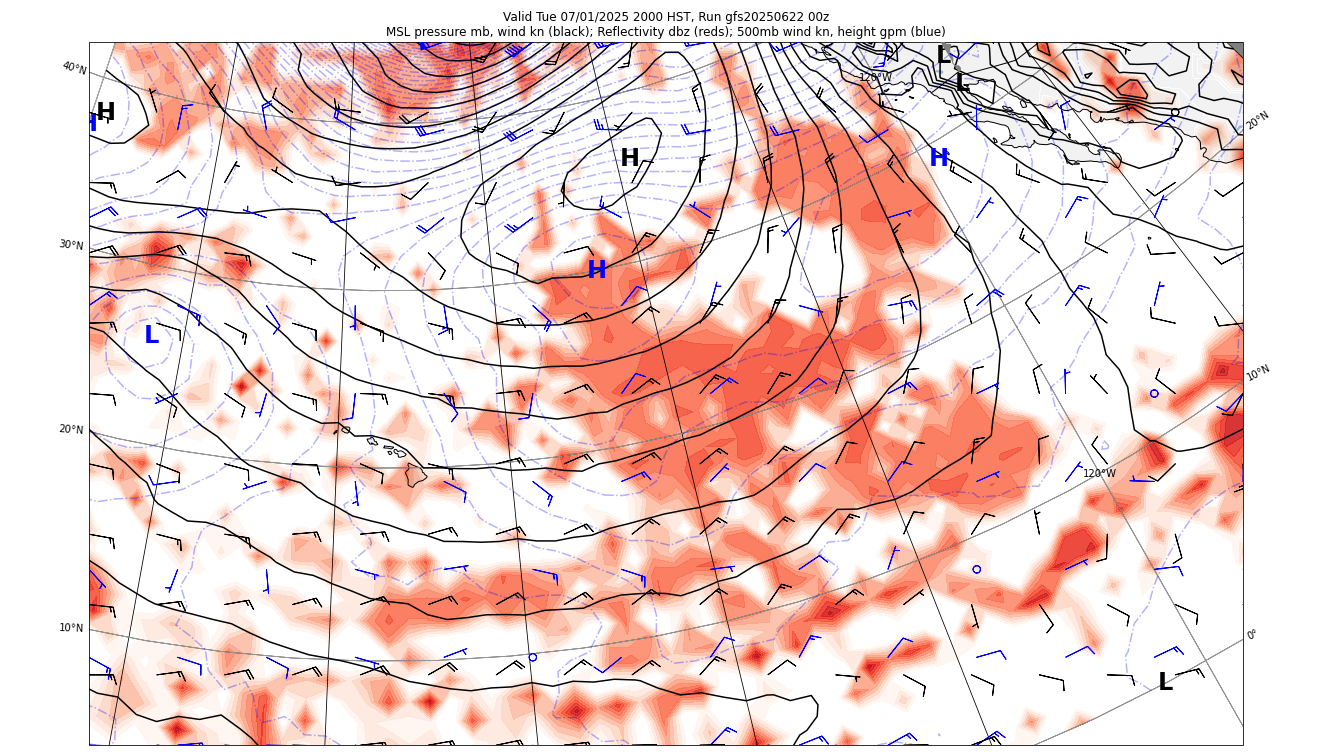 Valid Tue 07/01/2025 2000 HST, Run gfs20250622 00z
MSL pressure mb, wind kn (black); Reflectivity dbz (reds); 500mb wind kn, height gpm (blue)
L
40°N
120°W
L
H
H
20°N
H
H
30°N
H
L
10°N
20°N
120°W
10°N
0°
L